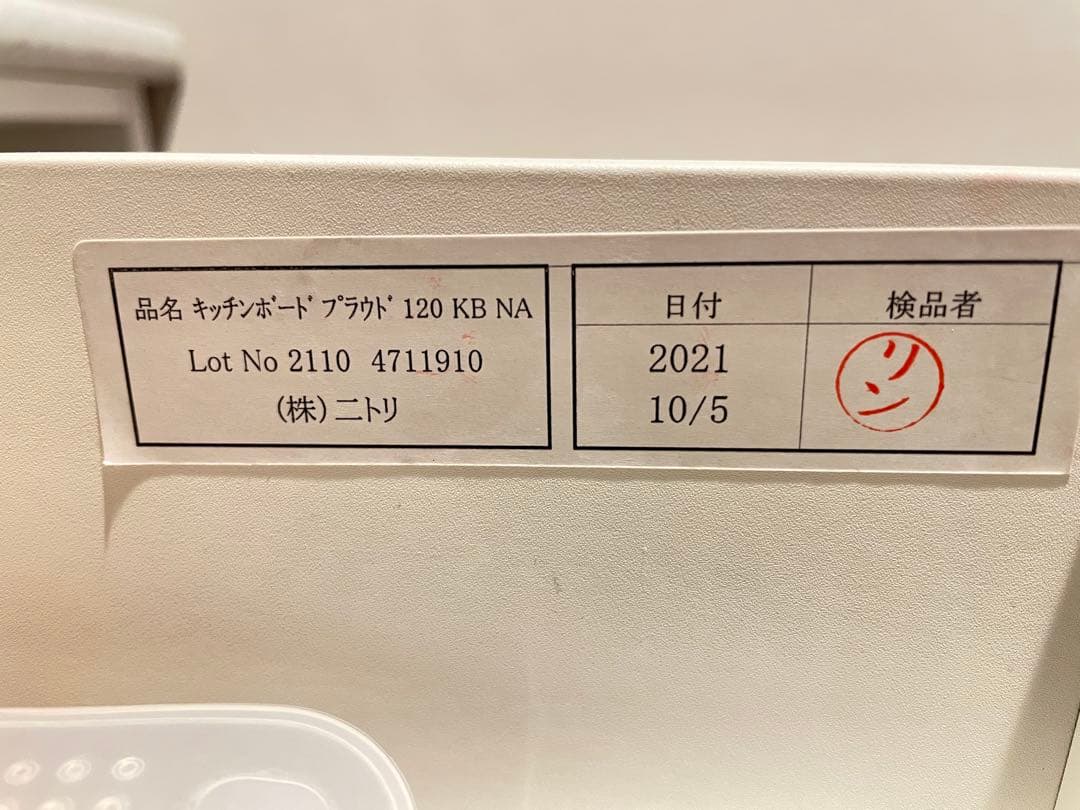 品名 ｷｯﾁﾝﾎﾞｰﾄﾞ ﾌﾟﾗｳﾄﾞ 120 KB NA
Lot No 2110 4711910
(株)ニトリ
日付 検品者
2021
10/5
リン